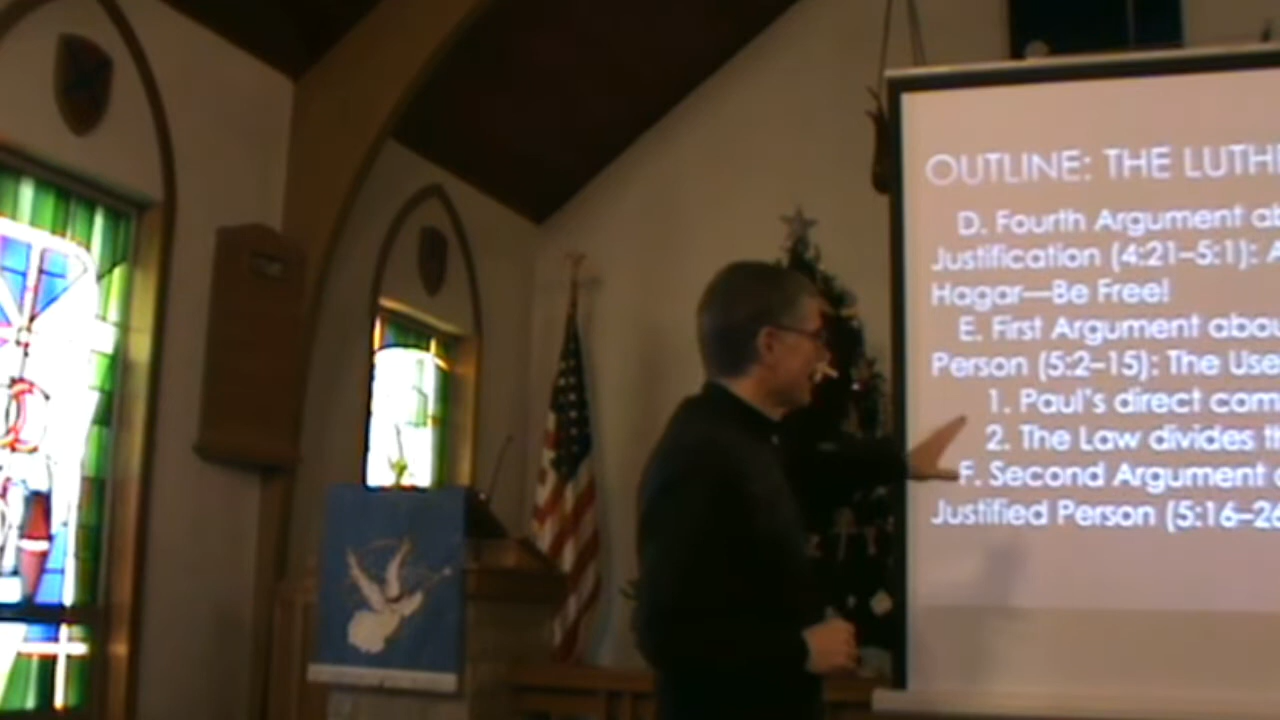 OUTLINE: THE LUTH
D. Fourth Argument ab
Justification (4:21–5:1): A
Hagar—Be Free!
E. First Argument abou
Person (5:2–15): The Use
1. Paul's direct com
2. The Law divides th
F. Second Argument
Justified Person (5:16–26